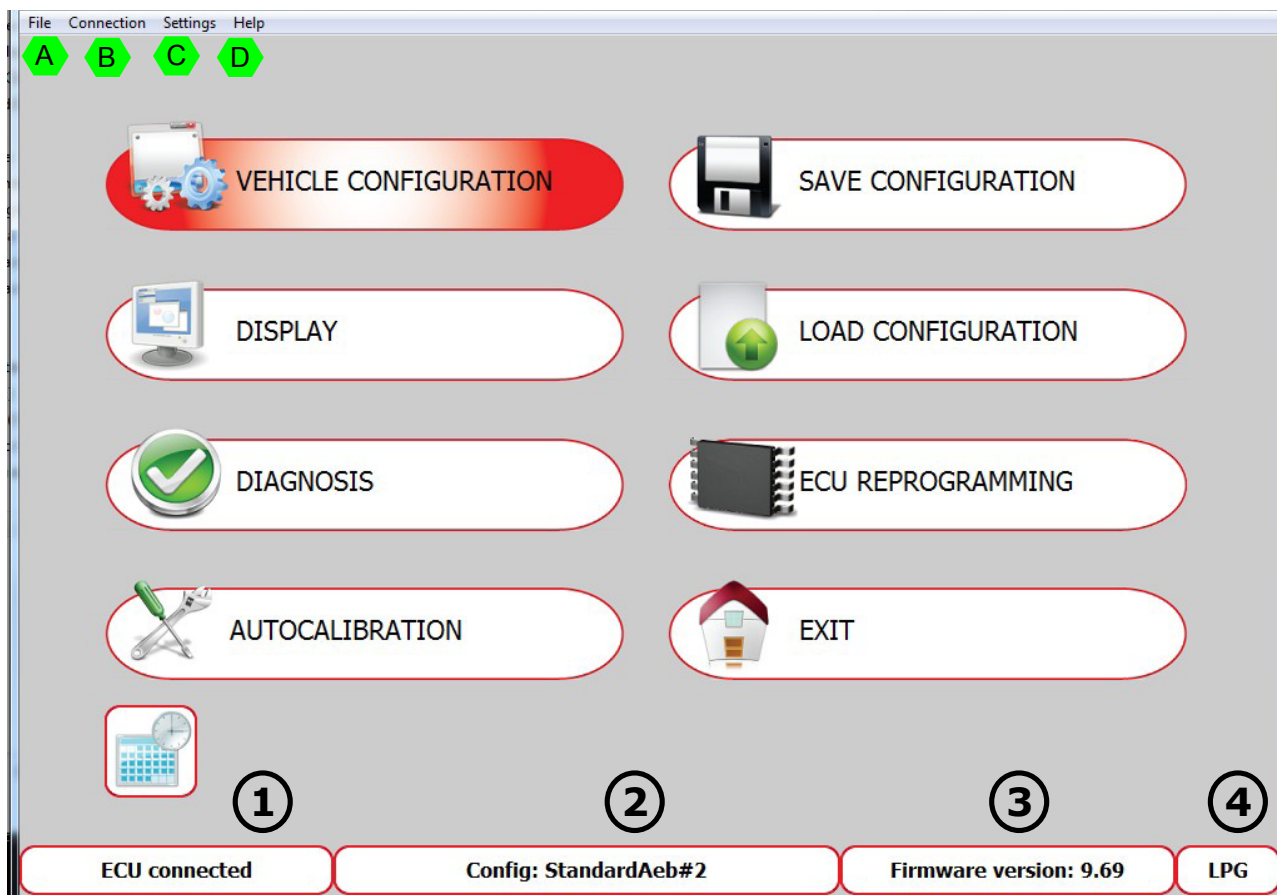 File Connection Settings Help
A B C D
VEHICLE CONFIGURATION
SAVE CONFIGURATION
DISPLAY
LOAD CONFIGURATION
DIAGNOSIS
ECU REPROGRAMMING
AUTOCALIBRATION
EXIT
1 2 3 4
ECU connected
Config: StandardAeb#2
Firmware version: 9.69
LPG